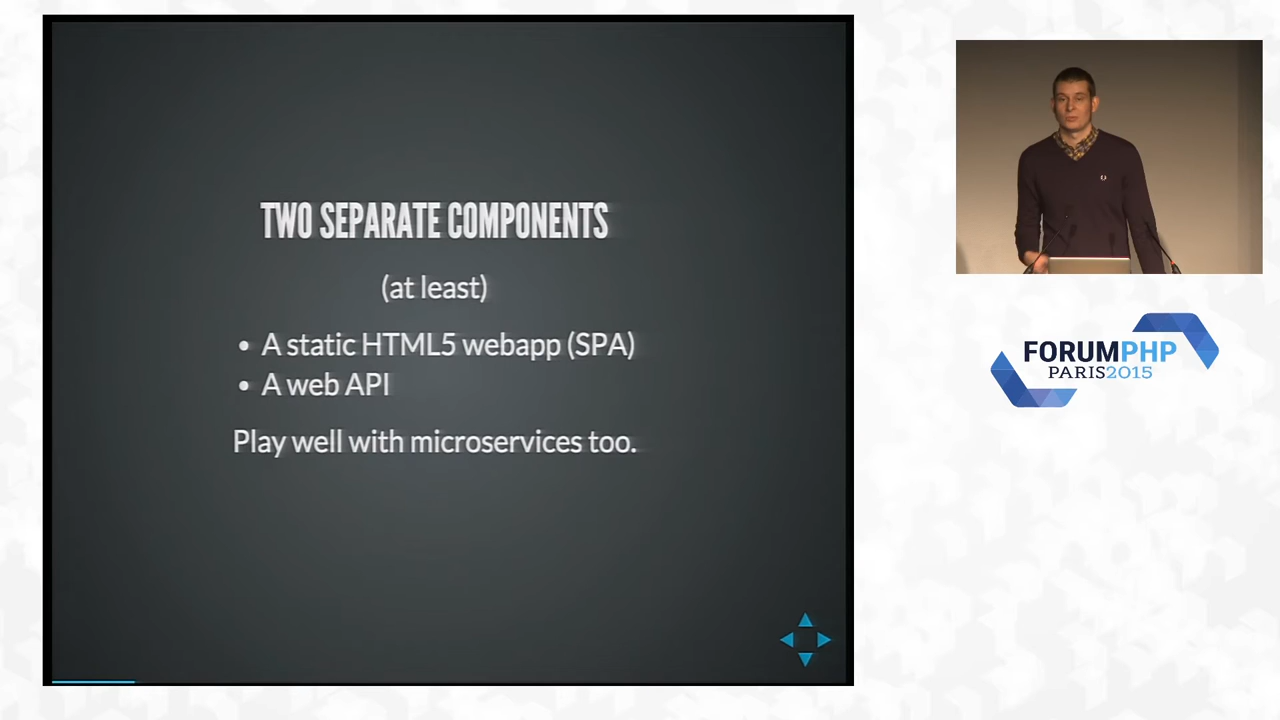 TWO SEPARATE COMPONENTS
(at least)
• A static HTML5 webapp (SPA)
• A web API
Play well with microservices too.
FORUMPHP
PARIS2015